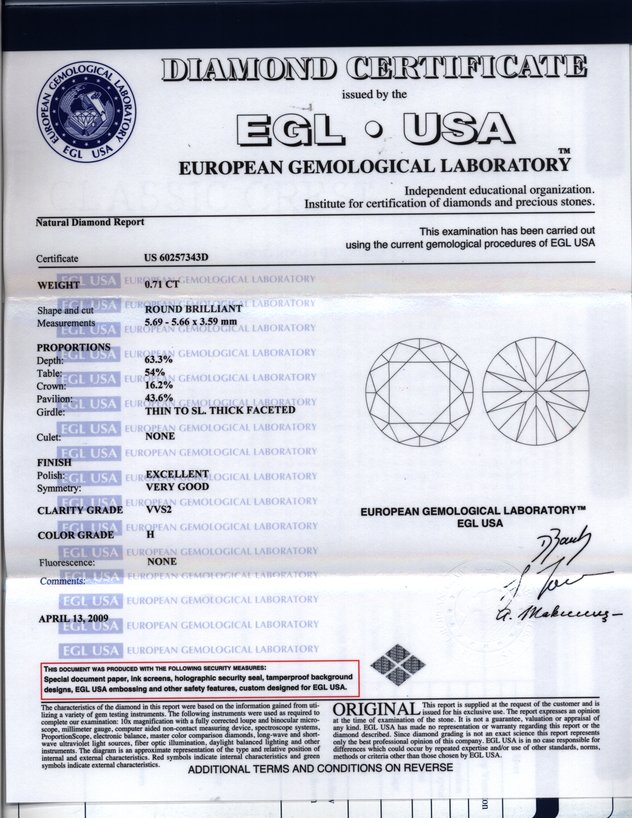 EUROPEAN GEMOLOGICAL LABORATORY
EGL USA
DIAMOND CERTIFICATE
issued by the
EGL • USA
EUROPEAN GEMOLOGICAL LABORATORY™
Independent educational organization.
Institute for certification of diamonds and precious stones.
Natural Diamond Report
This examination has been carried out
using the current gemological procedures of EGL USA
Certificate US 60257343D
WEIGHT 0.71 CT
Shape and cut ROUND BRILLIANT
Measurements 5.69 - 5.66 x 3.59 mm
PROPORTIONS
Depth: 63.3%
Table: 54%
Crown: 16.2%
Pavilion: 43.6%
Girdle: THIN TO SL. THICK FACETED
Culet: NONE
FINISH
Polish: EXCELLENT
Symmetry: VERY GOOD
CLARITY GRADE VVS2
COLOR GRADE H
Fluorescence: NONE
Comments:
APRIL 13, 2009
EUROPEAN GEMOLOGICAL LABORATORY™
EGL USA
EGL USA EUROPEAN GEMOLOGICAL LABORATORY
THIS DOCUMENT WAS PRODUCED WITH THE FOLLOWING SECURITY MEASURES:
Special document paper, ink screens, holographic security seal, tamperproof background
designs, EGL USA embossing and other safety features, custom designed for EGL USA.
The characteristics of the diamond in this report were based on the information gained from uti-
lizing a variety of gem testing instruments. The following instruments were used as required to
complete our examination: 10x magnification with a fully corrected loupe and binocular micro-
scope, millimeter gauge, computer aided non-contact measuring device, spectroscope systems,
ProportionScope, electronic balance, master color comparison diamonds, long-wave and short-
wave ultraviolet light sources, fiber optic illumination, daylight balanced lighting and other
instruments. The diagram is an approximate representation of the type and relative position of
internal and external characteristics. Red symbols indicate internal characteristics and green
symbols indicate external characteristics.
ORIGINAL This report is supplied at the request of the customer and is
issued for his exclusive use. The report expresses an opinion
at the time of examination of the stone. It is not a guarantee, valuation or appraisal of
any kind. EGL USA has made no representation or warranty regarding this report or the
diamond described. Since diamond grading is not an exact science this report represents
only the best professional opinion of this company. EGL USA is in no case responsible for
differences which could occur by repeated expertise and/or use of other standards, norms,
methods or criteria other than those chosen by EGL USA.
ADDITIONAL TERMS AND CONDITIONS ON REVERSE